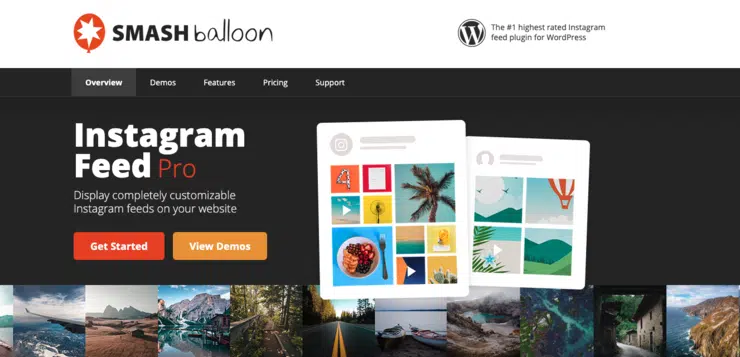 SMASH balloon
The #1 highest rated Instagram
feed plugin for WordPress
Overview
Demos
Features
Pricing
Support
Instagram
Feed Pro
Display completely customizable
Instagram feeds on your website
Get Started
View Demos
4